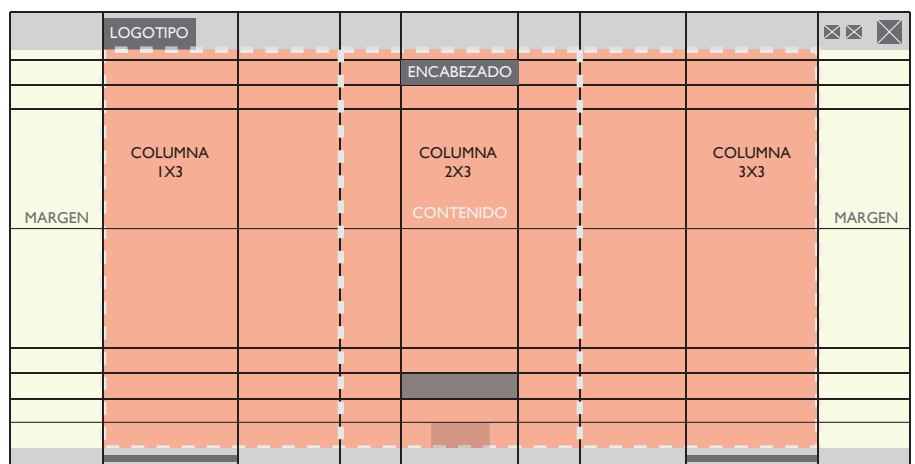 LOGOTIPO
ENCABEZADO
COLUMNA
1X3
COLUMNA
2X3
COLUMNA
3X3
CONTENIDO
MARGEN
MARGEN